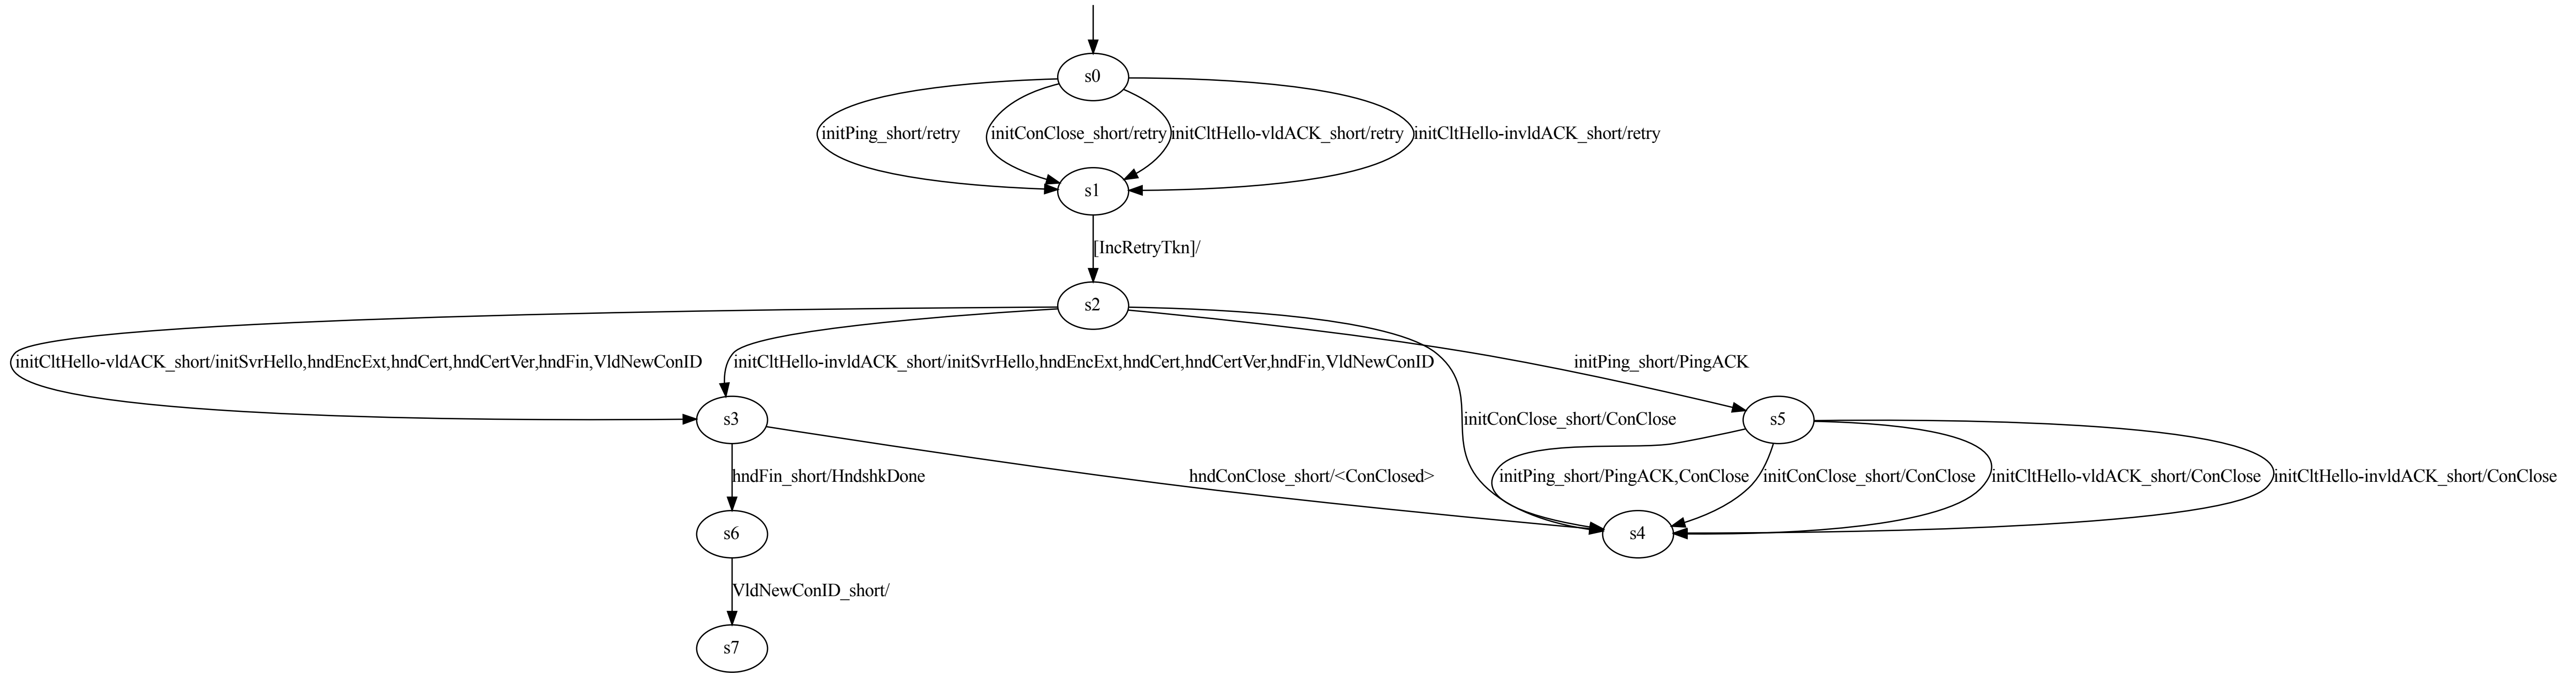 s0
initPing_short/retry
initConClose_short/retry
initCltHello-vldACK_short/retry
initCltHello-invldACK_short/retry
s1
[IncRetryTkn]/
s2
initCltHello-vldACK_short/initSvrHello,hndEncExt,hndCert,hndCertVer,hndFin,VldNewConID
initCltHello-invldACK_short/initSvrHello,hndEncExt,hndCert,hndCertVer,hndFin,VldNewConID
initPing_short/PingACK
s3
initConClose_short/ConClose
s5
hndFin_short/HndshkDone
hndConClose_short/<ConClosed>
initPing_short/PingACK,ConClose
initConClose_short/ConClose
initCltHello-vldACK_short/ConClose
initCltHello-invldACK_short/ConClose
s6
s4
VldNewConID_short/
s7